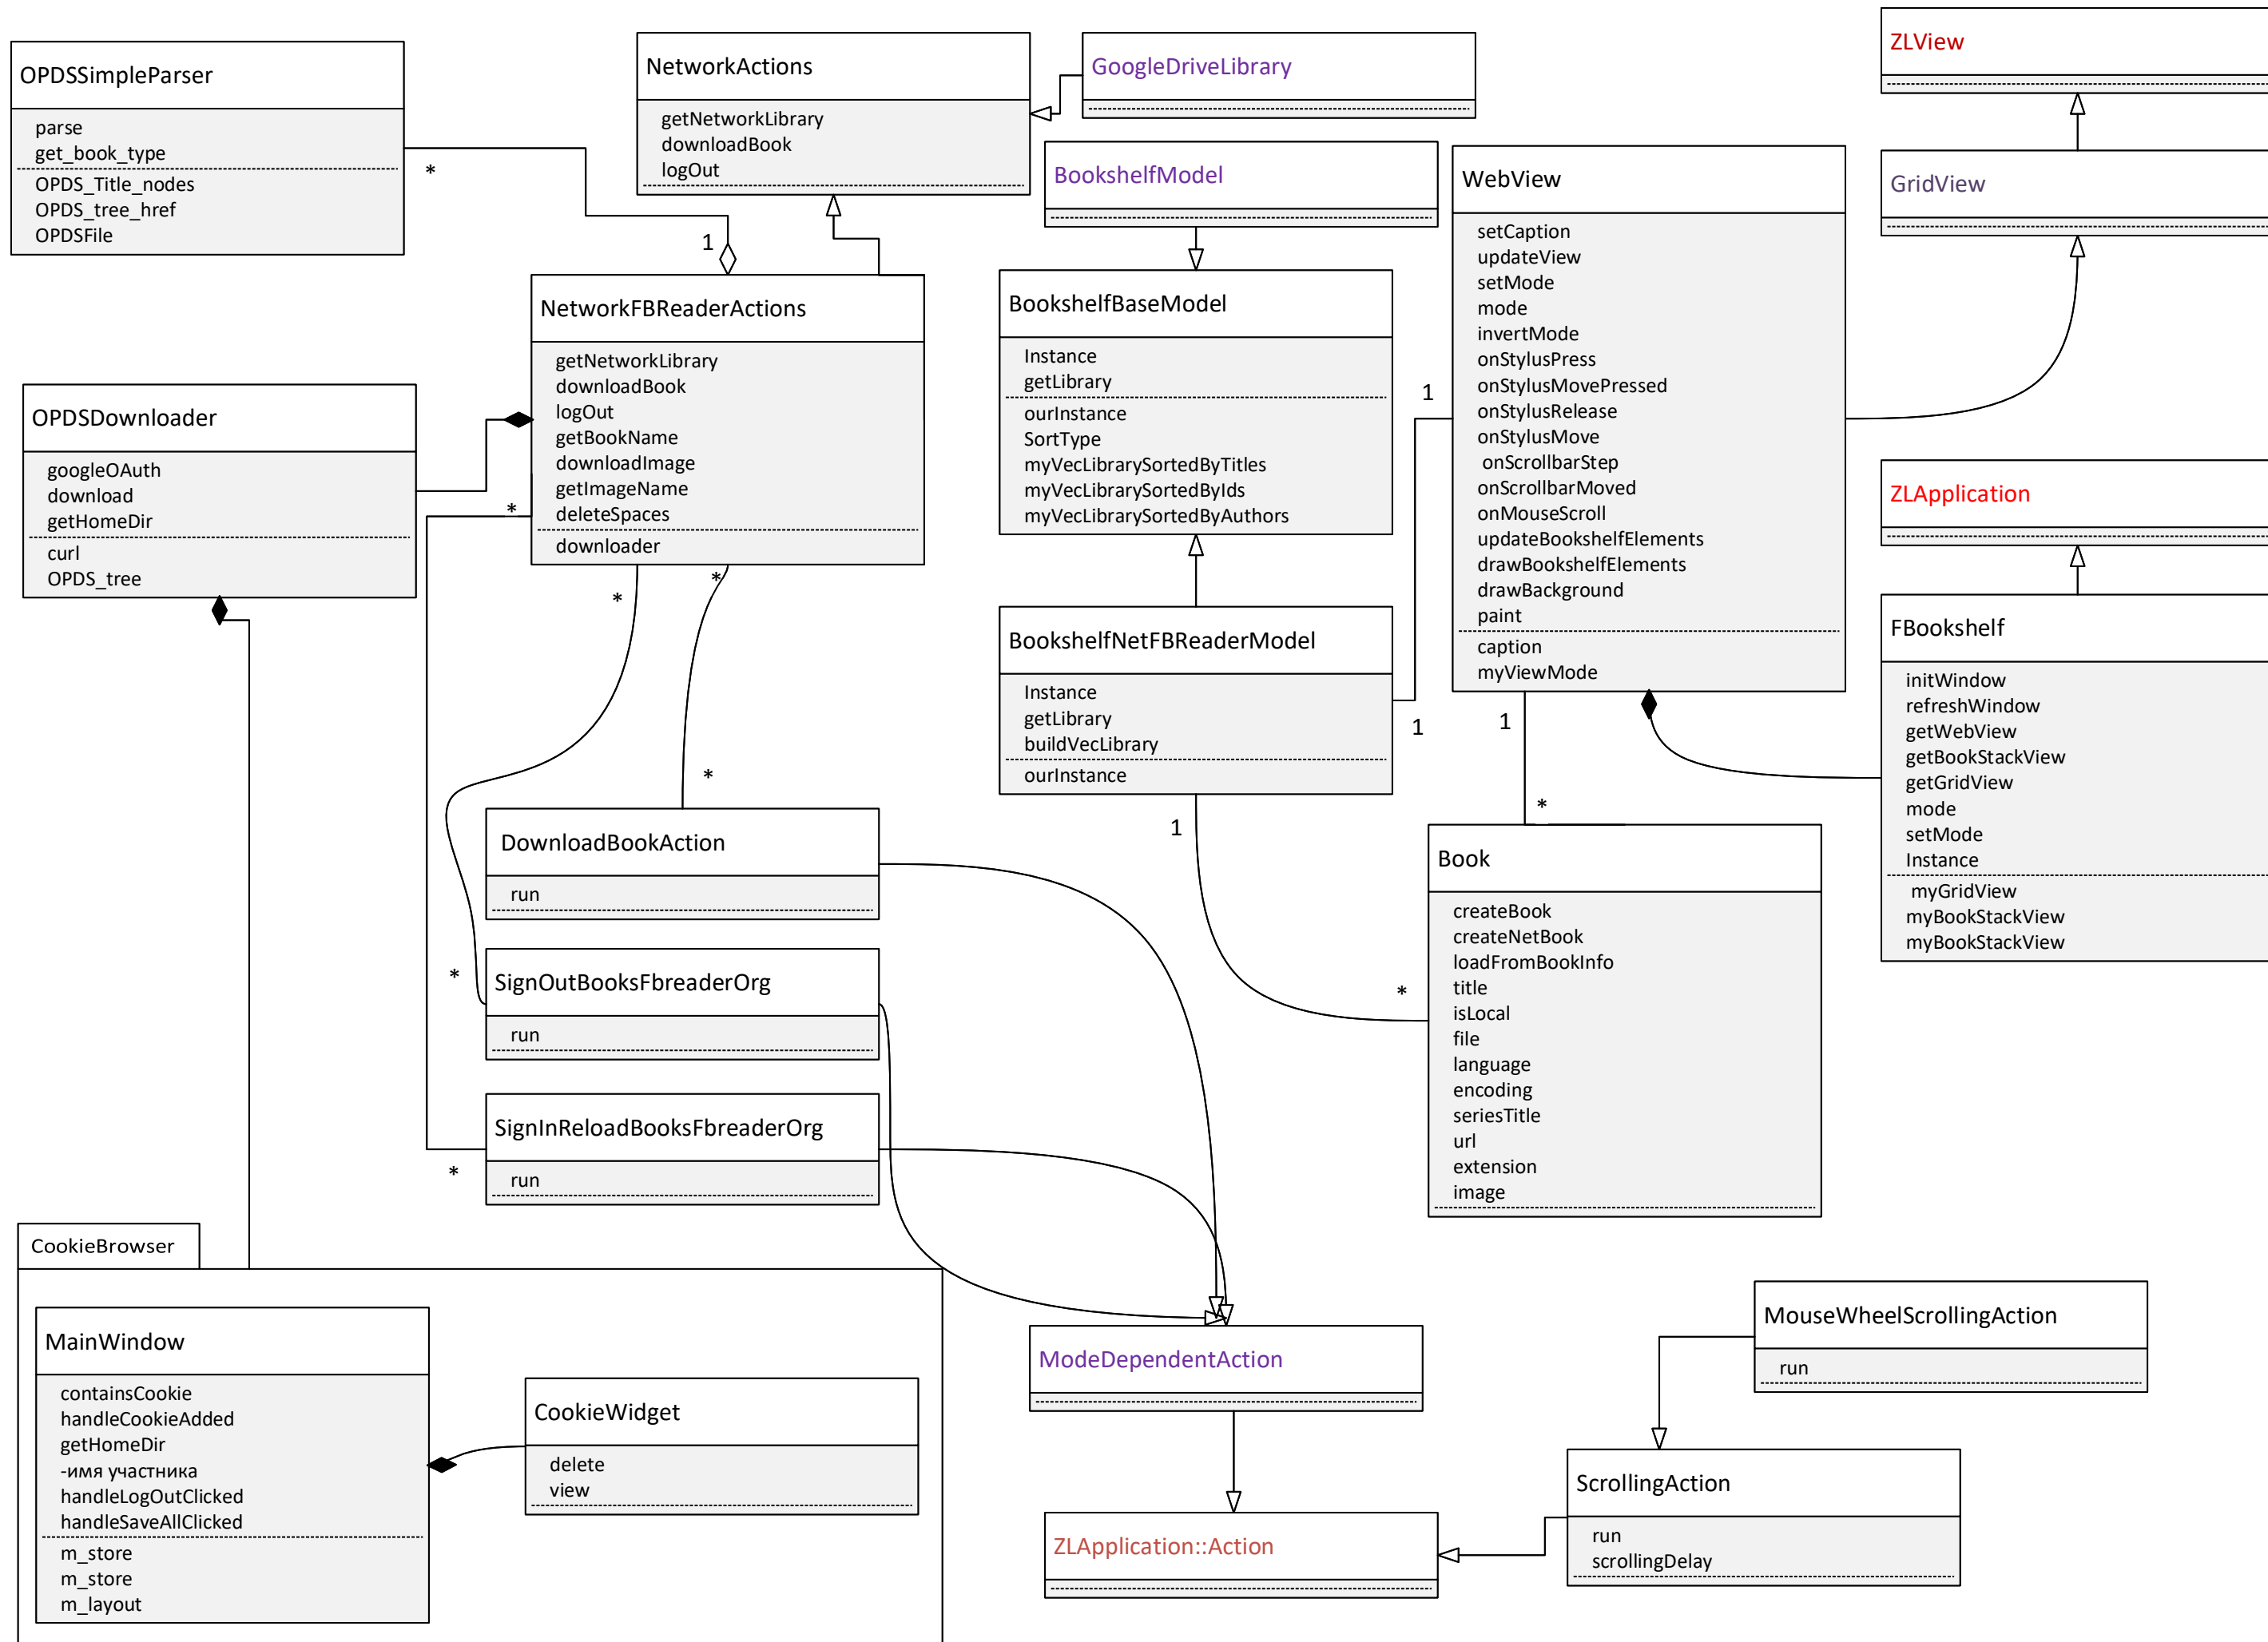 OPDSSimpleParser
parse
get_book_type
OPDS_Title_nodes
OPDS_tree_href
OPDSFile
*
1
NetworkActions
getNetworkLibrary
downloadBook
logOut
GoogleDriveLibrary
BookshelfModel
ZLView
GridView
WebView
setCaption
updateView
setMode
mode
invertMode
onStylusPress
onStylusMovePressed
onStylusRelease
onStylusMove
onScrollbarStep
onScrollbarMoved
onMouseScroll
updateBookshelfElements
drawBookshelfElements
drawBackground
paint
caption
myViewMode
NetworkFBReaderActions
getNetworkLibrary
downloadBook
logOut
getBookName
downloadImage
getImageName
deleteSpaces
downloader
BookshelfBaseModel
Instance
getLibrary
ourInstance
SortType
myVecLibrarySortedByTitles
myVecLibrarySortedByIds
myVecLibrarySortedByAuthors
1
OPDSDownloader
googleOAuth
download
getHomeDir
curl
OPDS_tree
*
*
*
ZLApplication
BookshelfNetFBReaderModel
Instance
getLibrary
buildVecLibrary
ourInstance
1
1
FBookshelf
initWindow
refreshWindow
getWebView
getBookStackView
getGridView
mode
setMode
Instance
myGridView
myBookStackView
myBookStackView
*
*
1
DownloadBookAction
run
Book
createBook
createNetBook
loadFromBookInfo
title
isLocal
file
language
encoding
seriesTitle
url
extension
image
*
*
SignOutBooksFbreaderOrg
run
SignInReloadBooksFbreaderOrg
run
*
CookieBrowser
MainWindow
containsCookie
handleCookieAdded
getHomeDir
-имя участника
handleLogOutClicked
handleSaveAllClicked
m_store
m_store
m_layout
CookieWidget
delete
view
ModeDependentAction
MouseWheelScrollingAction
run
ScrollingAction
run
scrollingDelay
ZLApplication::Action